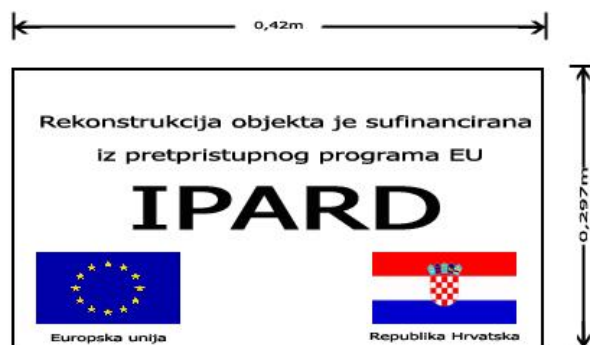 0,42m
Rekonstrukcija objekta je sufinancirana
iz pretpristupnog programa EU
IPARD
0,297m
Europska unija
Republika Hrvatska